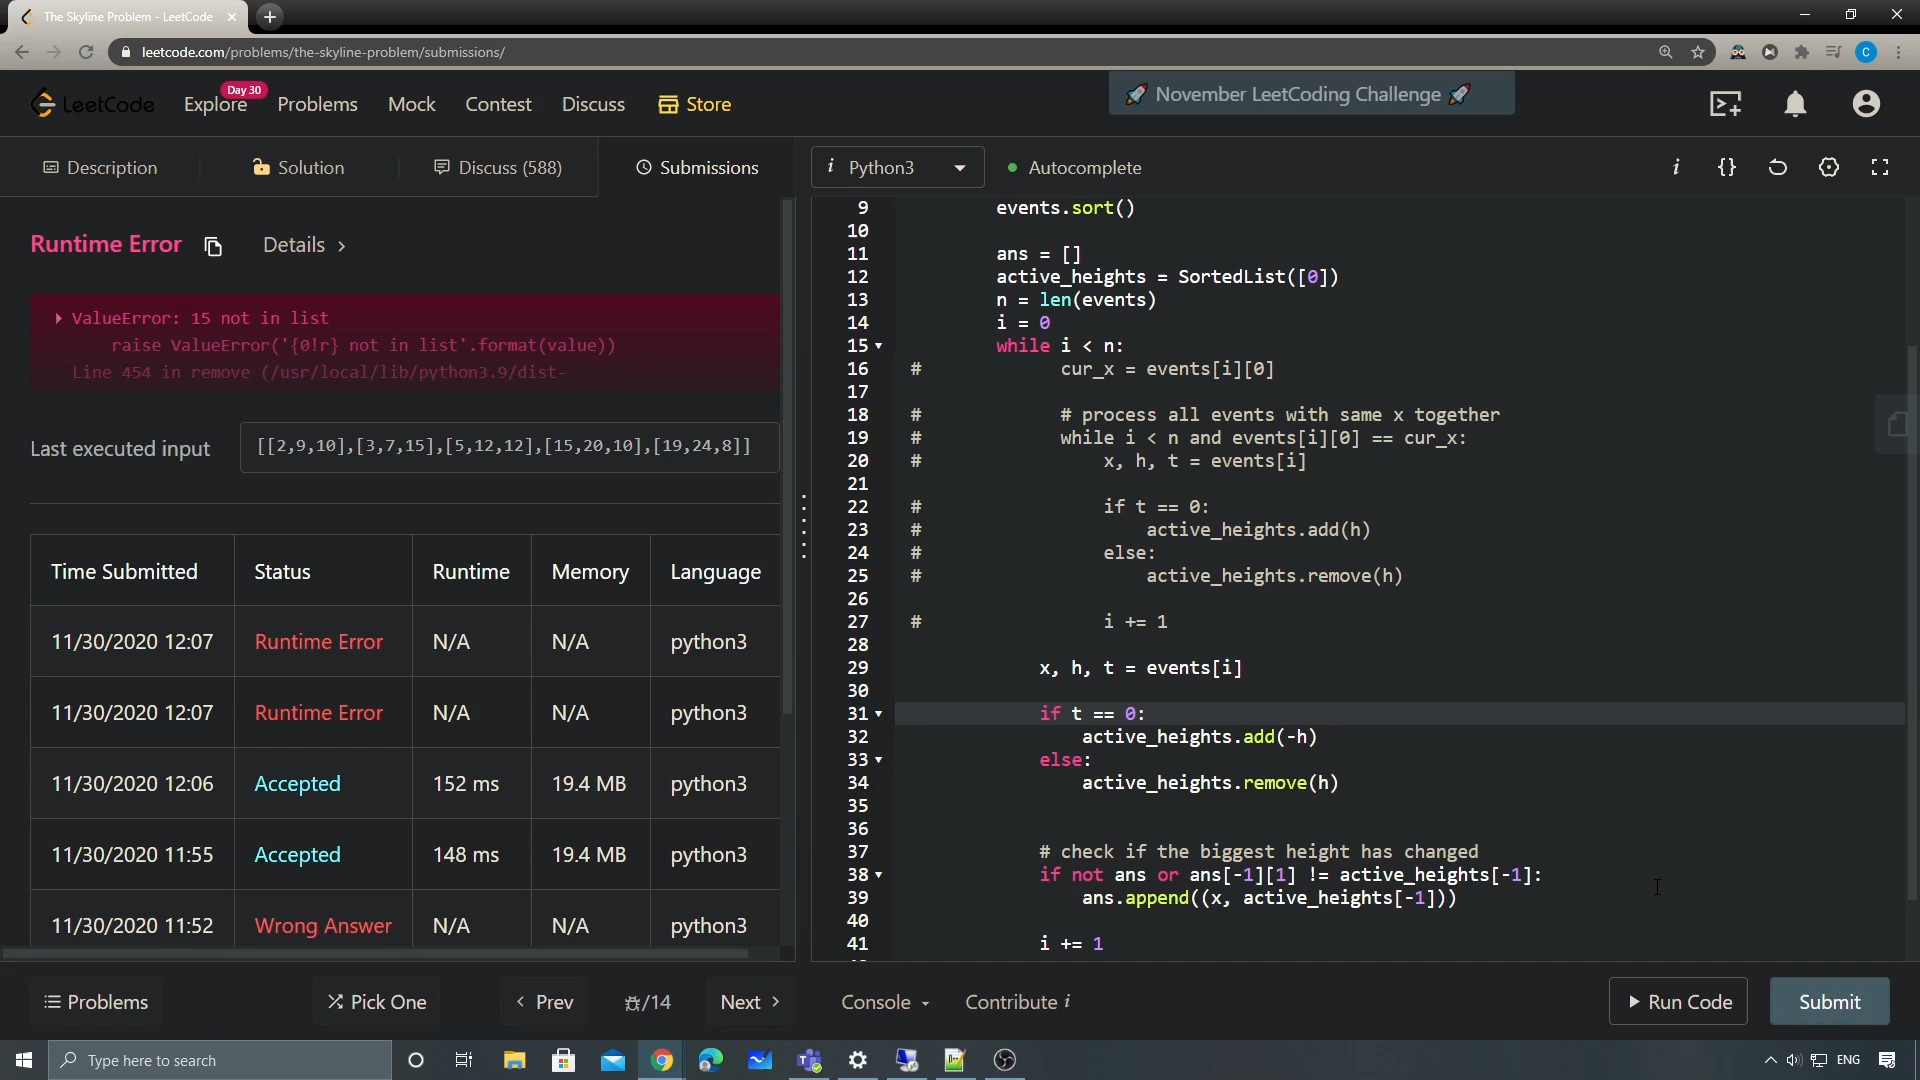 The Skyline Problem - LeetCode
leetcode.com/problems/the-skyline-problem/submissions/
C
LeetCode
Explore
Day 30
Problems
Mock
Contest
Discuss
Store
🚀 November LeetCoding Challenge 🚀
Description
Solution
Discuss (588)
Submissions
i Python3
Autocomplete
i
{}
Runtime Error
Details >
ValueError: 15 not in list
raise ValueError('{0!r} not in list'.format(value))
Line 454 in remove (/usr/local/lib/python3.9/dist-
Last executed input
[[2,9,10],[3,7,15],[5,12,12],[15,20,10],[19,24,8]]
Time Submitted Status Runtime Memory Language
11/30/2020 12:07 Runtime Error N/A N/A python3
11/30/2020 12:07 Runtime Error N/A N/A python3
11/30/2020 12:06 Accepted 152 ms 19.4 MB python3
11/30/2020 11:55 Accepted 148 ms 19.4 MB python3
11/30/2020 11:52 Wrong Answer N/A N/A python3
9 events.sort()
10
11 ans = []
12 active_heights = SortedList([0])
13 n = len(events)
14 i = 0
15 while i < n:
16 # cur_x = events[i][0]
17
18 # # process all events with same x together
19 # while i < n and events[i][0] == cur_x:
20 # x, h, t = events[i]
21
22 # if t == 0:
23 # active_heights.add(h)
24 # else:
25 # active_heights.remove(h)
26
27 # i += 1
28
29 x, h, t = events[i]
30
31 if t == 0:
32 active_heights.add(-h)
33 else:
34 active_heights.remove(h)
35
36
37 # check if the biggest height has changed
38 if not ans or ans[-1][1] != active_heights[-1]:
39 ans.append((x, active_heights[-1]))
40
41 i += 1
Problems
Pick One
< Prev
/14
Next >
Console
Contribute i
Run Code
Submit
Type here to search
ENG